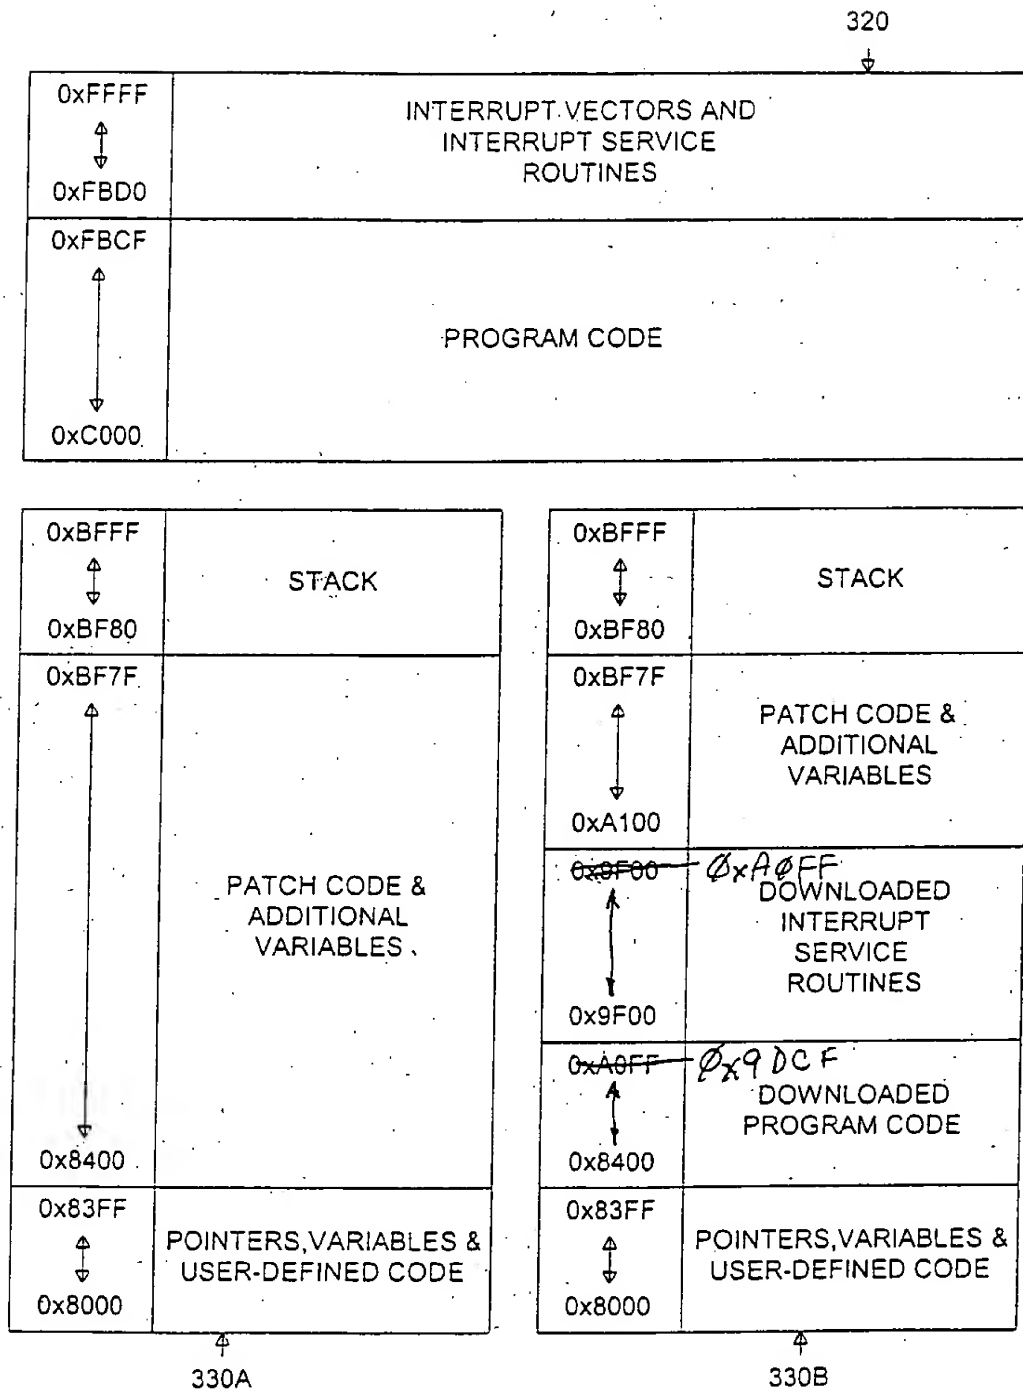 320
0xFFFF
0xFBD0
INTERRUPT VECTORS AND
INTERRUPT SERVICE
ROUTINES
0xFBCF
0xC000
PROGRAM CODE
0xBFFF
0xBF80
STACK
0xBF7F
0x8400
PATCH CODE &
ADDITIONAL
VARIABLES
0x83FF
0x8000
POINTERS,VARIABLES &
USER-DEFINED CODE
330A
0xBFFF
0xBF80
STACK
0xBF7F
0xA100
PATCH CODE &
ADDITIONAL
VARIABLES
0x9F00
0xA0FF
0x9F00
DOWNLOADED
INTERRUPT
SERVICE
ROUTINES
0xA0FF
0x9DCF
0x8400
DOWNLOADED
PROGRAM CODE
0x83FF
0x8000
POINTERS,VARIABLES &
USER-DEFINED CODE
330B